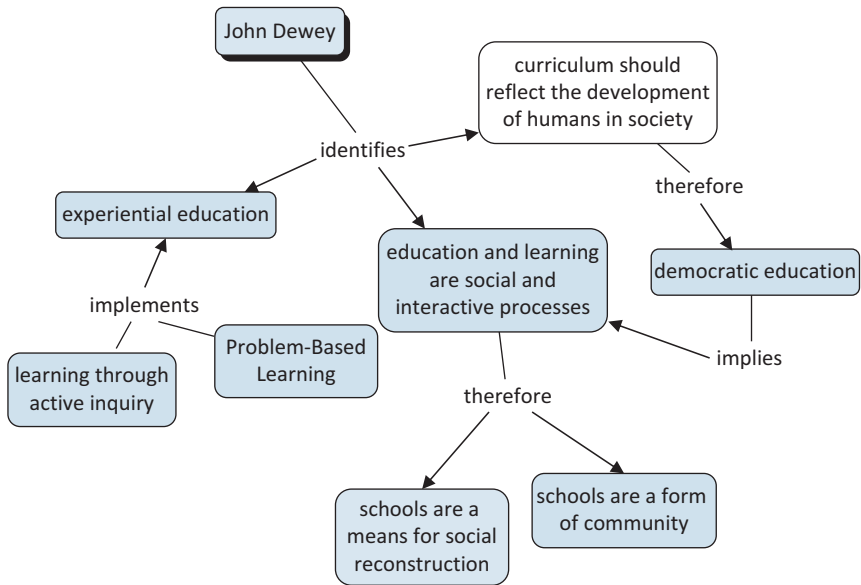 John Dewey
curriculum should
reflect the development
of humans in society
identifies
therefore
experiential education
education and learning
are social and
interactive processes
democratic education
implements
Problem-Based
Learning
implies
learning through
active inquiry
therefore
schools are a
means for social
reconstruction
schools are a form
of community